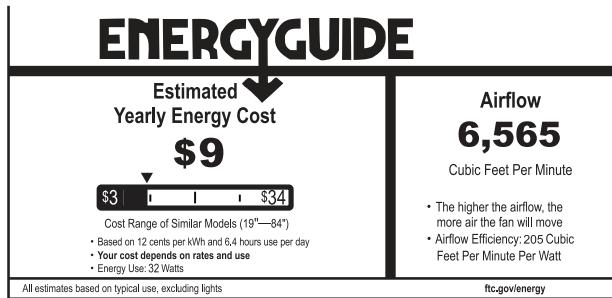 ENERGYGUIDE
Estimated
Yearly Energy Cost
$9
$3 $34
Cost Range of Similar Models (19"—84")
• Based on 12 cents per kWh and 6.4 hours use per day
• Your cost depends on rates and use
• Energy Use: 32 Watts
Airflow
6,565
Cubic Feet Per Minute
• The higher the airflow, the
more air the fan will move
• Airflow Efficiency: 205 Cubic
Feet Per Minute Per Watt
All estimates based on typical use, excluding lights
ftc.gov/energy